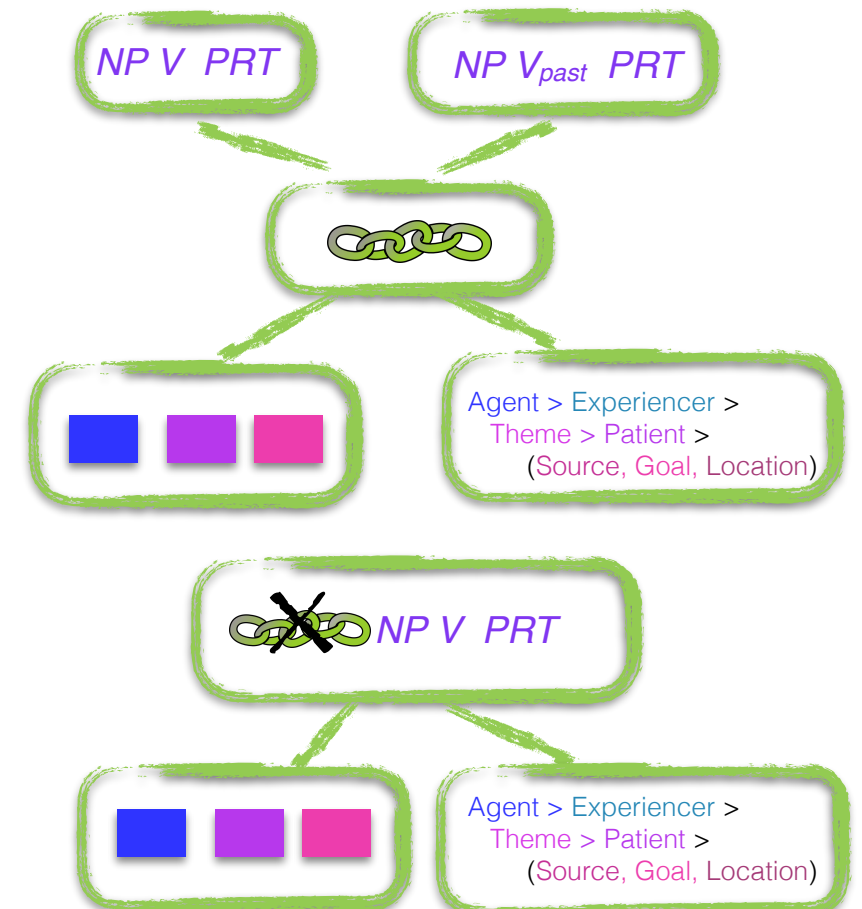 NP V PRT
NP Vpast PRT
Agent > Experiencer >
Theme > Patient >
(Source, Goal, Location)
NP V PRT
Agent > Experiencer >
Theme > Patient >
(Source, Goal, Location)